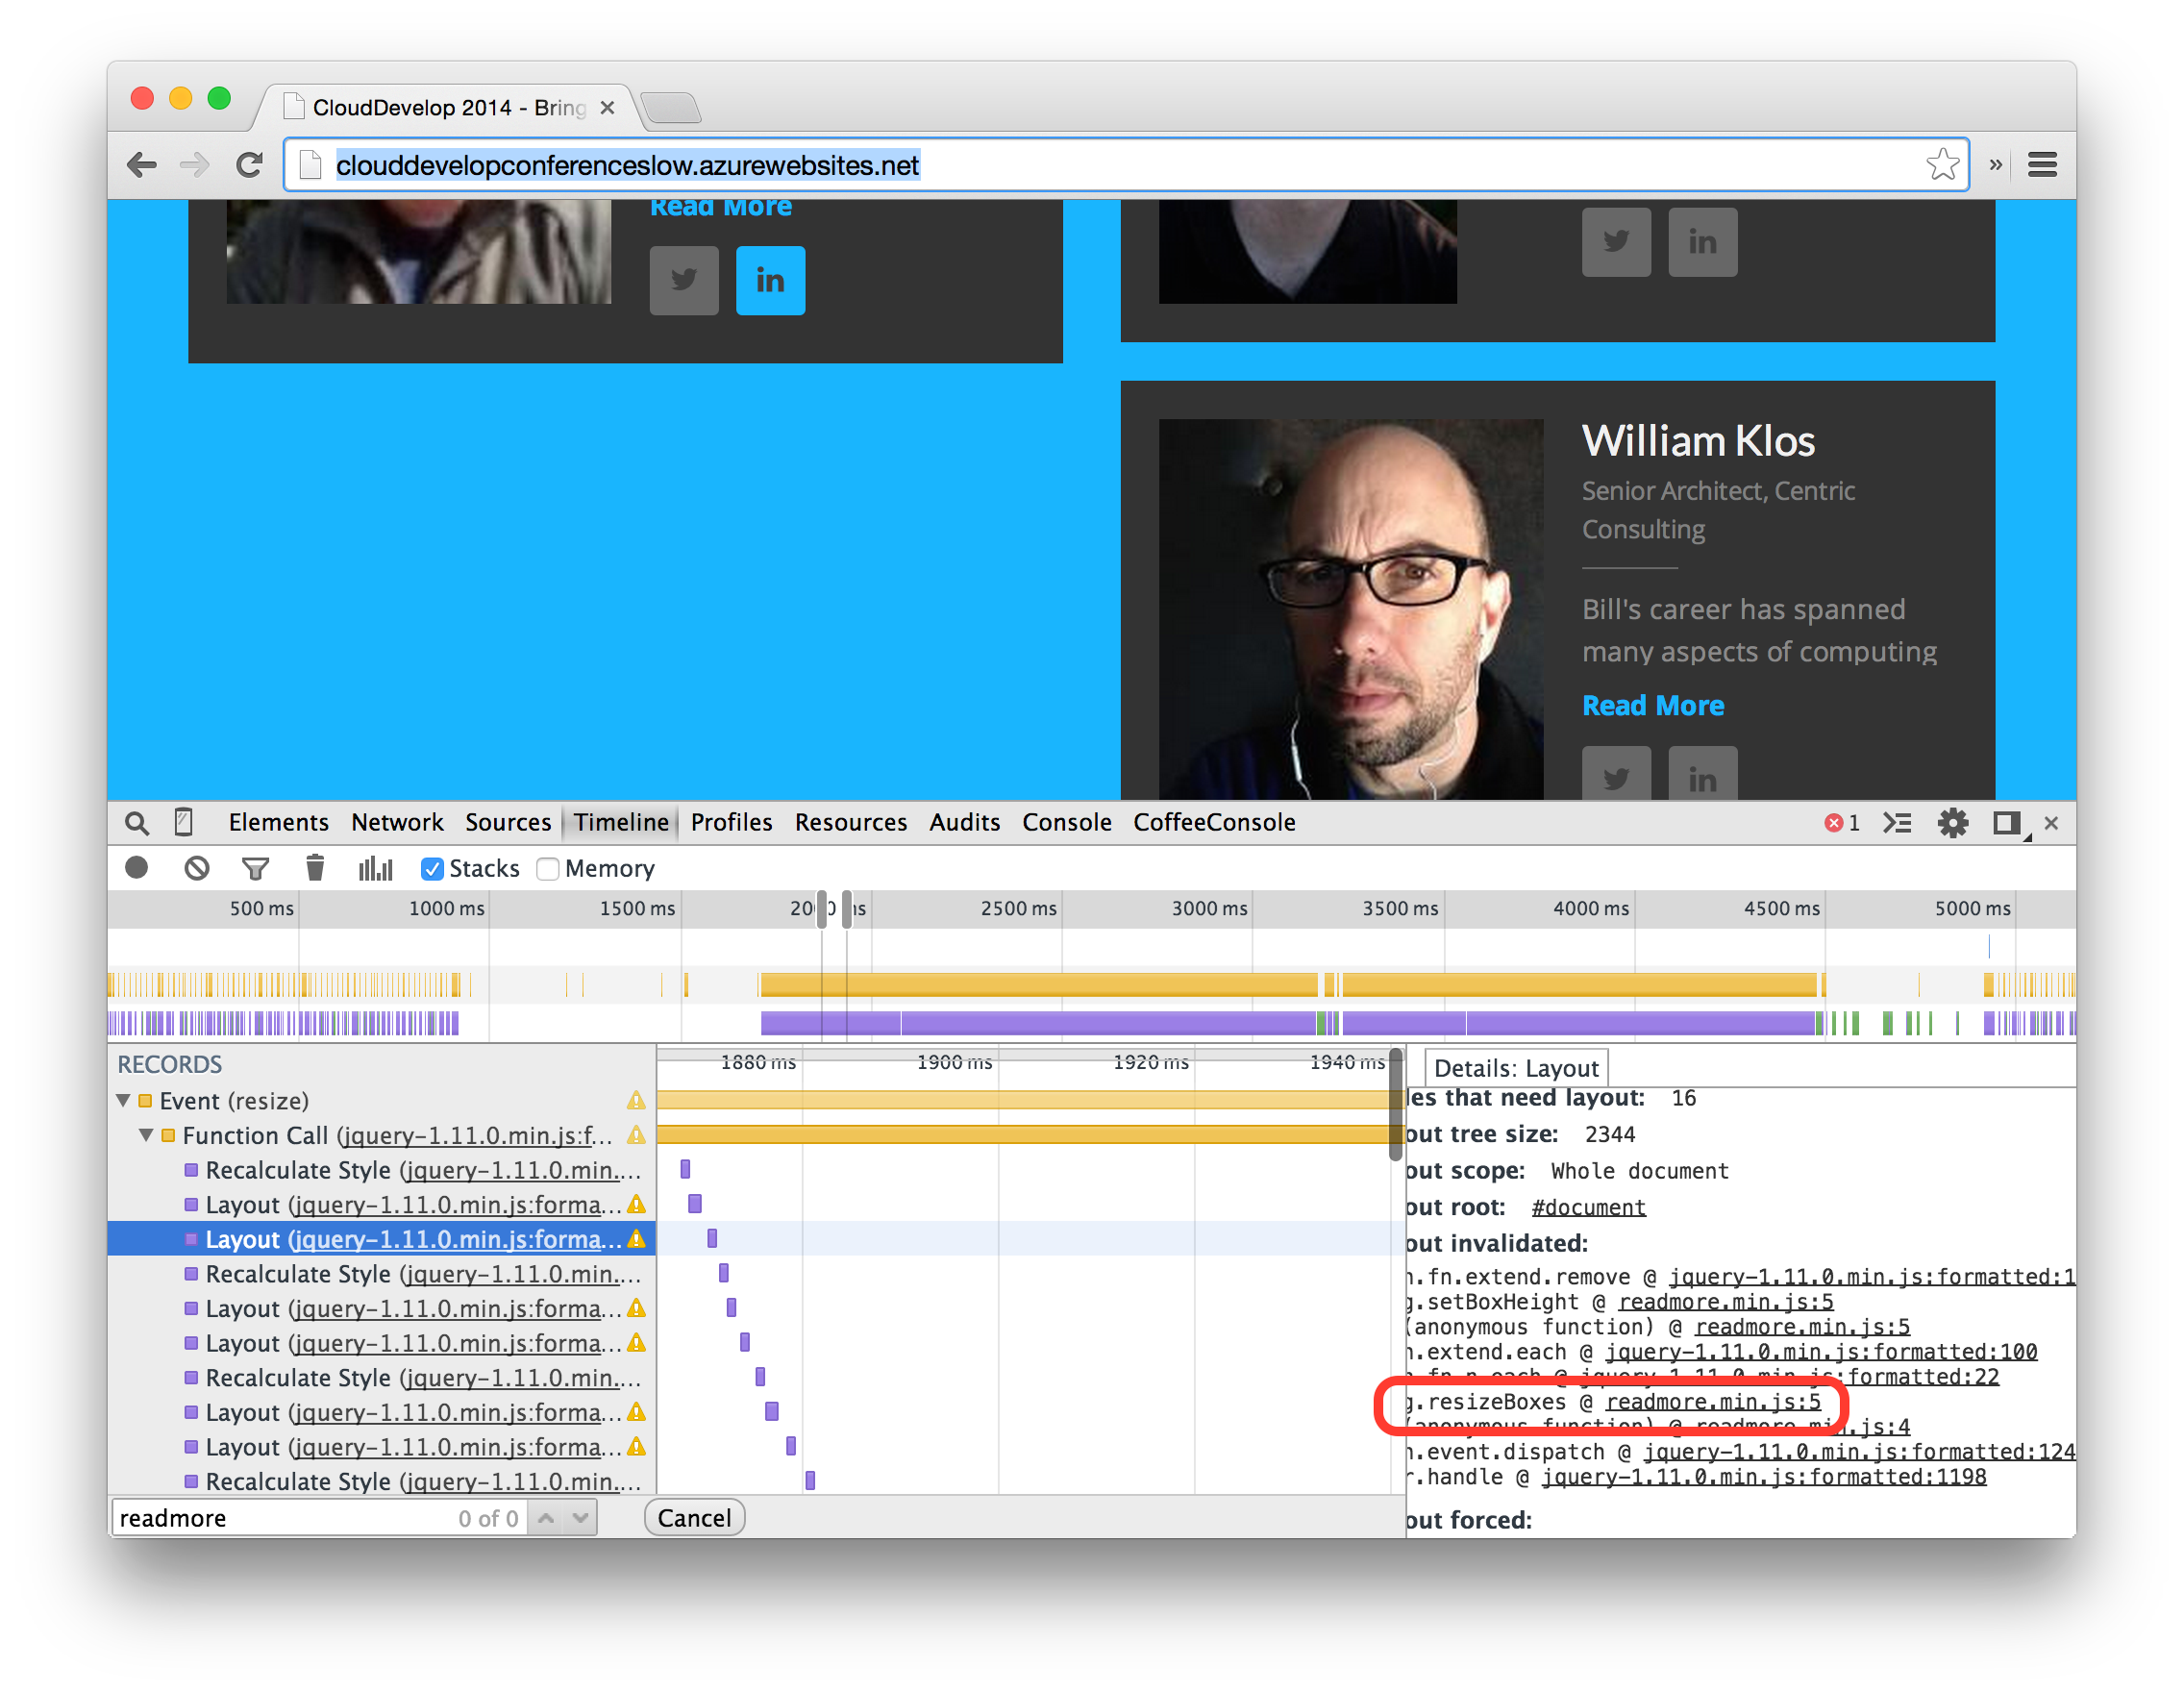 CloudDevelop 2014 - Bring
clouddevelopconferenceslow.azurewebsites.net
»
Read More
in
in
William Klos
Senior Architect, Centric
Consulting
Bill's career has spanned
many aspects of computing
Read More
in
Elements Network Sources Timeline Profiles Resources Audits Console CoffeeConsole
1
Stacks Memory
500 ms 1000 ms 1500 ms 2500 ms 3000 ms 3500 ms 4000 ms 4500 ms 5000 ms
RECORDS
1880 ms 1900 ms 1920 ms 1940 ms
Details: Layout
Event (resize)
Function Call (jquery-1.11.0.min.js:f...
Recalculate Style (jquery-1.11.0.min....
Layout (jquery-1.11.0.min.js:forma...
Layout (jquery-1.11.0.min.js:forma...
Recalculate Style (jquery-1.11.0.min....
Layout (jquery-1.11.0.min.js:forma...
Layout (jquery-1.11.0.min.js:forma...
Recalculate Style (jquery-1.11.0.min....
Layout (jquery-1.11.0.min.js:forma...
Layout (jquery-1.11.0.min.js:forma...
Recalculate Style (jquery-1.11.0.min....
des that need layout: 16
out tree size: 2344
out scope: Whole document
out root: #document
out invalidated:
n.fn.extend.remove @ jquery-1.11.0.min.js:formatted:1
g.setBoxHeight @ readmore.min.js:5
(anonymous function) @ readmore.min.js:5
n.extend.each @ jquery-1.11.0.min.js:formatted:100
n.fn.n.each @ jquery-1.11.0.min.js:formatted:22
g.resizeBoxes @ readmore.min.js:5
(anonymous function) @ readmore.min.js:4
n.event.dispatch @ jquery-1.11.0.min.js:formatted:124
r.handle @ jquery-1.11.0.min.js:formatted:1198
out forced:
readmore 0 of 0 Cancel